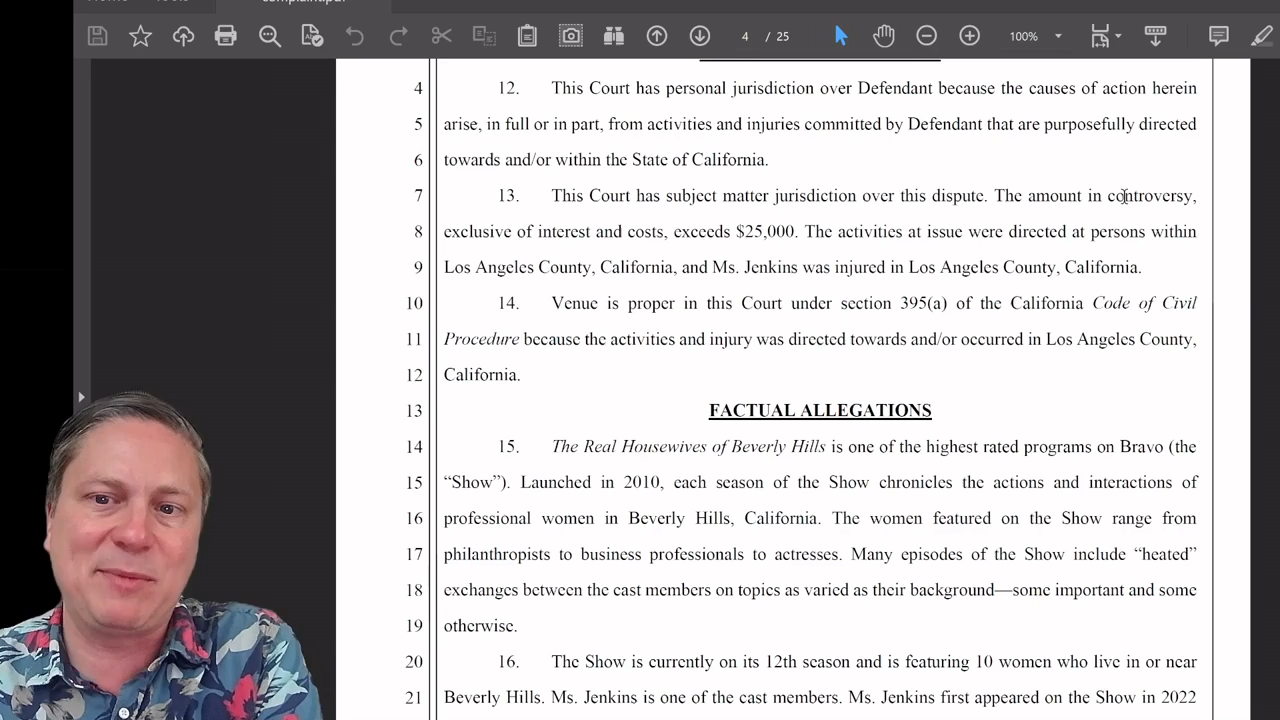 complaint.pdf
4 / 25
100%
4 12. This Court has personal jurisdiction over Defendant because the causes of action herein
5 arise, in full or in part, from activities and injuries committed by Defendant that are purposefully directed
6 towards and/or within the State of California.
7 13. This Court has subject matter jurisdiction over this dispute. The amount in controversy,
8 exclusive of interest and costs, exceeds $25,000. The activities at issue were directed at persons within
9 Los Angeles County, California, and Ms. Jenkins was injured in Los Angeles County, California.
10 14. Venue is proper in this Court under section 395(a) of the California Code of Civil
11 Procedure because the activities and injury was directed towards and/or occurred in Los Angeles County,
12 California.
13 FACTUAL ALLEGATIONS
14 15. The Real Housewives of Beverly Hills is one of the highest rated programs on Bravo (the
15 “Show”). Launched in 2010, each season of the Show chronicles the actions and interactions of
16 professional women in Beverly Hills, California. The women featured on the Show range from
17 philanthropists to business professionals to actresses. Many episodes of the Show include “heated”
18 exchanges between the cast members on topics as varied as their background—some important and some
19 otherwise.
20 16. The Show is currently on its 12th season and is featuring 10 women who live in or near
21 Beverly Hills. Ms. Jenkins is one of the cast members. Ms. Jenkins first appeared on the Show in 2022